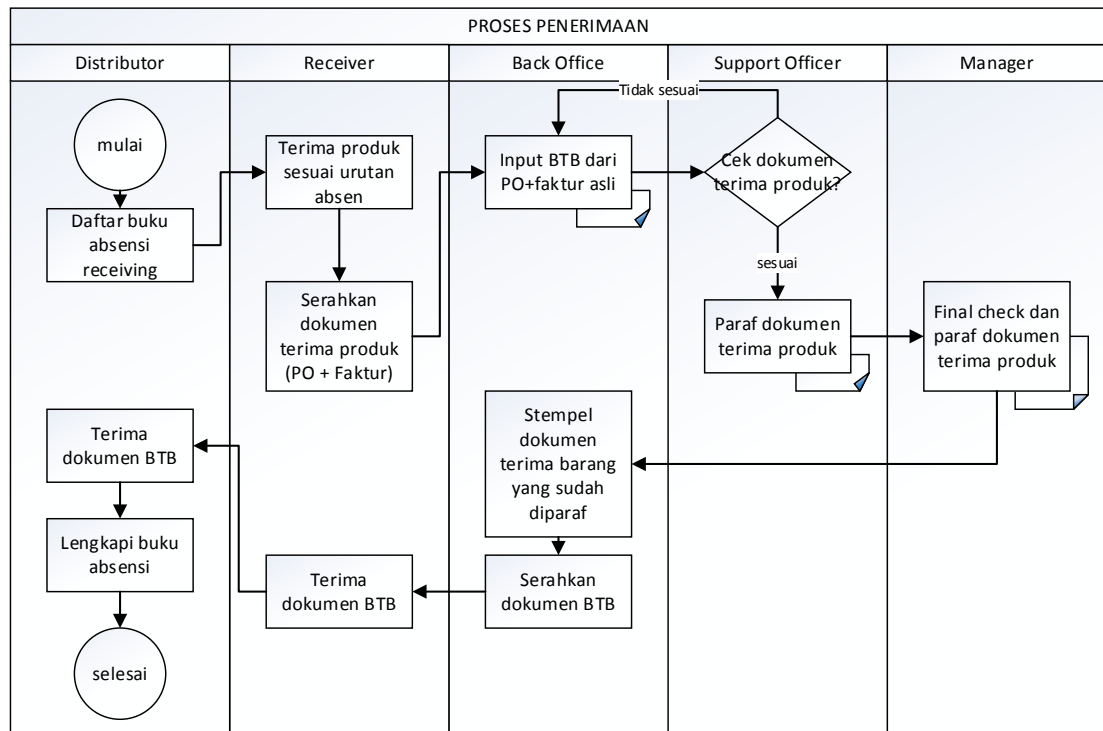 PROSES PENERIMAAN
Distributor
Receiver
Back Office
Support Officer
Manager
mulai
Daftar buku
absensi
receiving
Terima produk
sesuai urutan
absen
Serahkan
dokumen
terima produk
(PO + Faktur)
Input BTB dari
PO+faktur asli
Tidak sesuai
Cek dokumen
terima produk?
sesuai
Paraf dokumen
terima produk
Final check dan
paraf dokumen
terima produk
Stempel
dokumen
terima barang
yang sudah
diparaf
Serahkan
dokumen BTB
Terima
dokumen BTB
Terima
dokumen BTB
Lengkapi buku
absensi
selesai